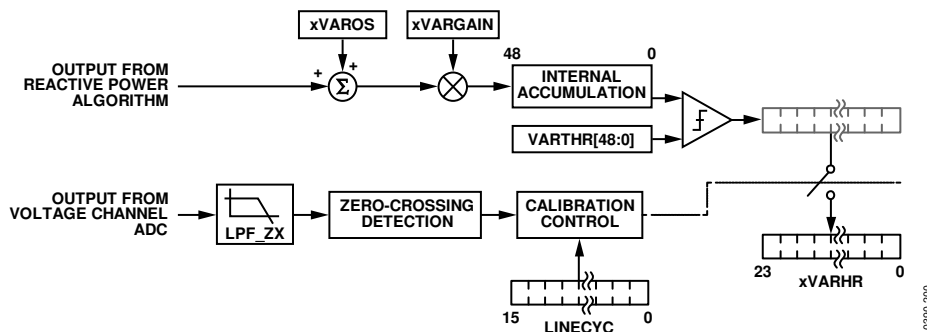 xVAROS
xVARGAIN
OUTPUT FROM
REACTIVE POWER
ALGORITHM
+
+
Σ
48
0
INTERNAL
ACCUMULATION
VARTHR[48:0]
OUTPUT FROM
VOLTAGE CHANNEL
ADC
LPF_ZX
ZERO-CROSSING
DETECTION
CALIBRATION
CONTROL
23
0
xVARHR
15
0
LINECYC